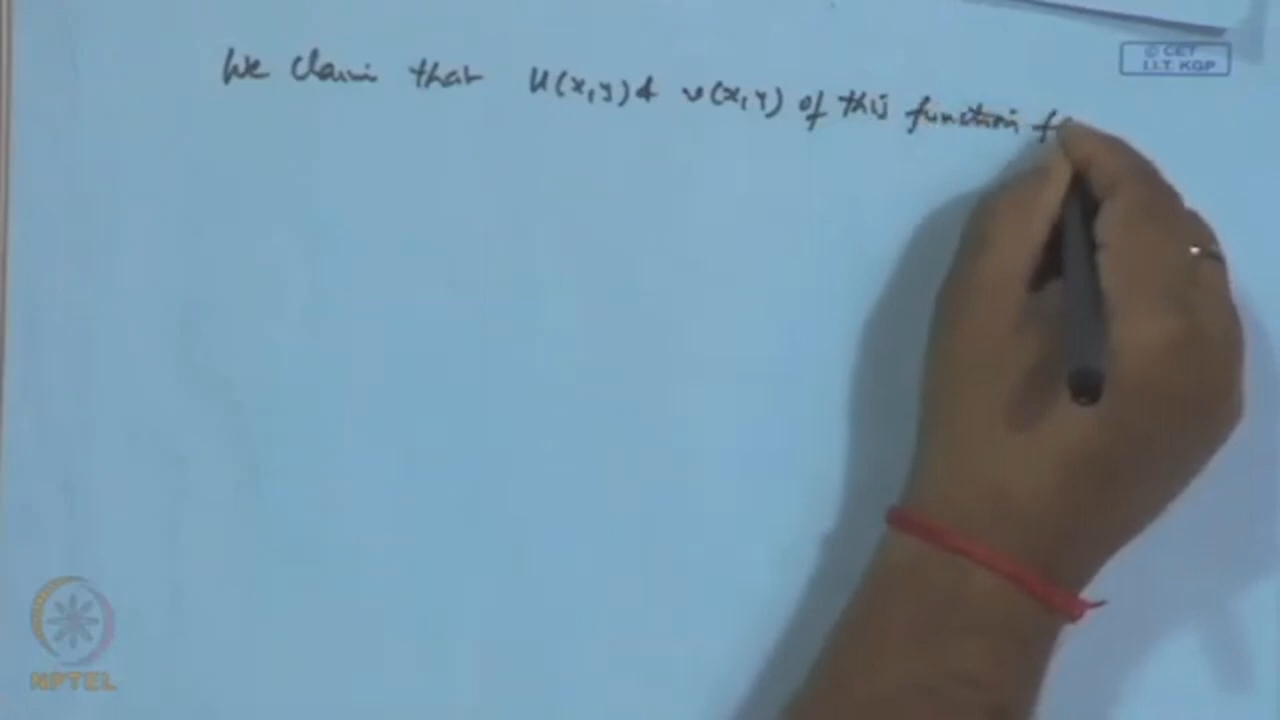 We claim that u(x,y) & v(x,y) of this function f
© CET
I.I.T. KGP
NPTEL